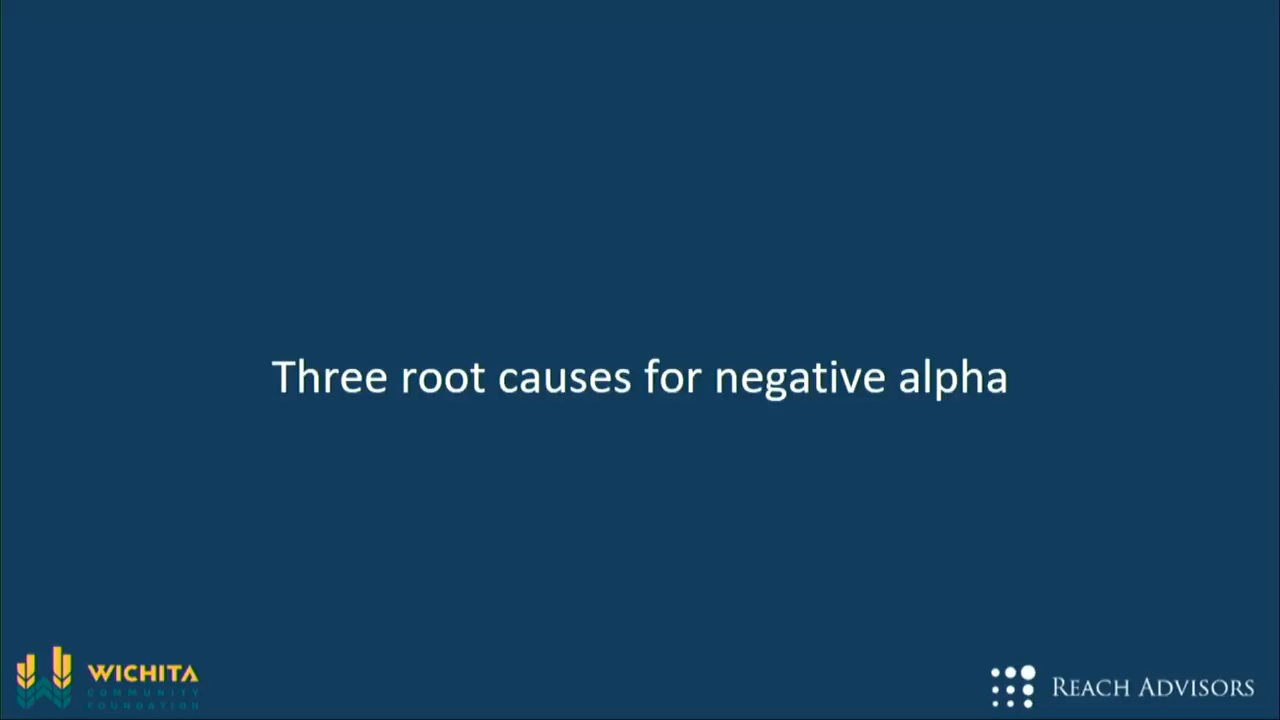 Three root causes for negative alpha
WICHITA
COMMUNITY
FOUNDATION
REACH ADVISORS